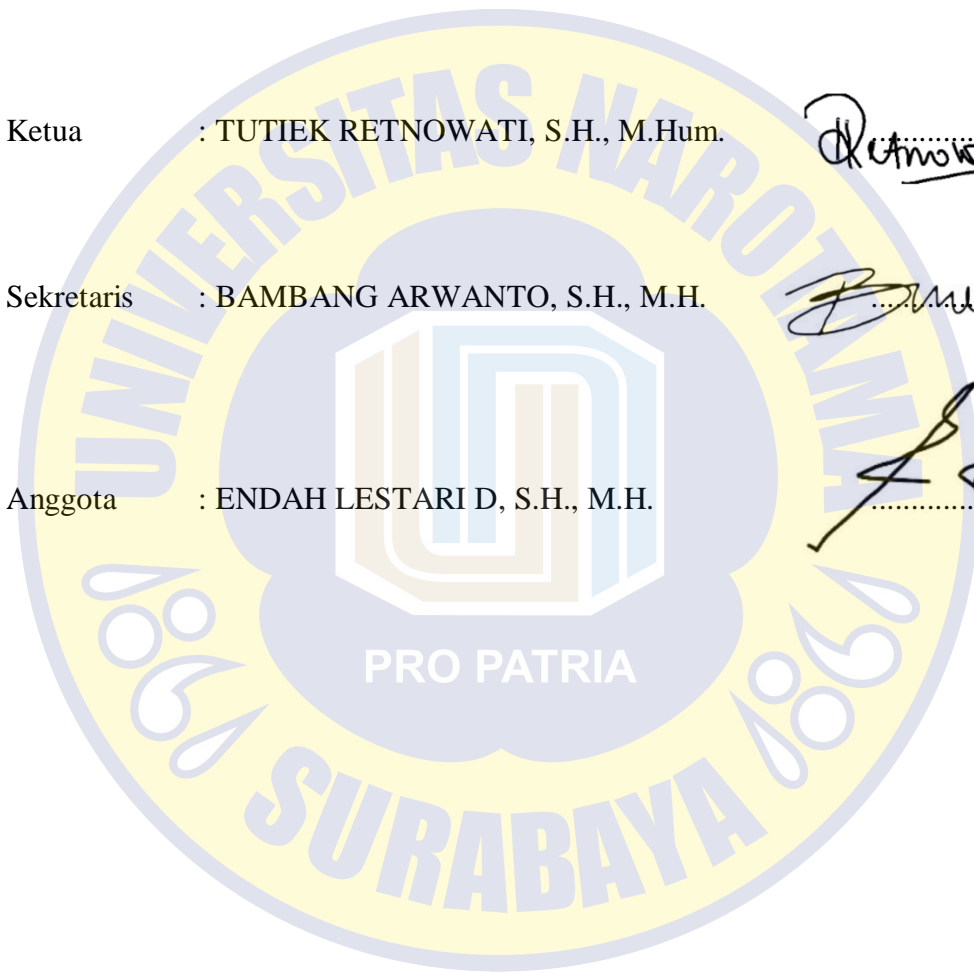 UNIVERSITAS NAROTAMA
Ketua : TUTIEK RETNOWATI, S.H., M.Hum. ..............
Sekretaris : BAMBANG ARWANTO, S.H., M.H. ..............
Anggota : ENDAH LESTARI D, S.H., M.H. ..............
PRO PATRIA
SURABAYA